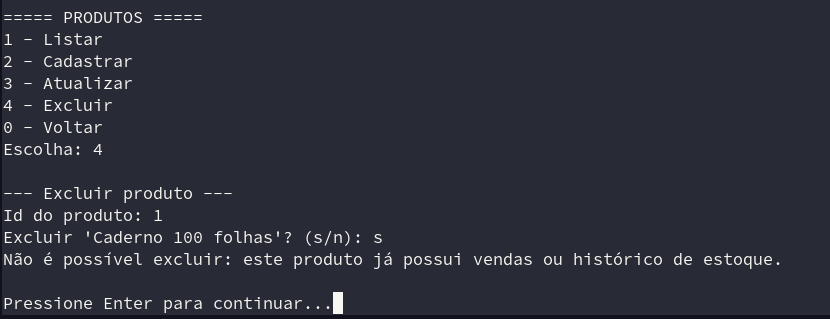 ===== PRODUTOS =====
1 - Listar
2 - Cadastrar
3 - Atualizar
4 - Excluir
0 - Voltar
Escolha: 4
--- Excluir produto ---
Id do produto: 1
Excluir 'Caderno 100 folhas'? (s/n): s
Não é possível excluir: este produto já possui vendas ou histórico de estoque.
Pressione Enter para continuar...